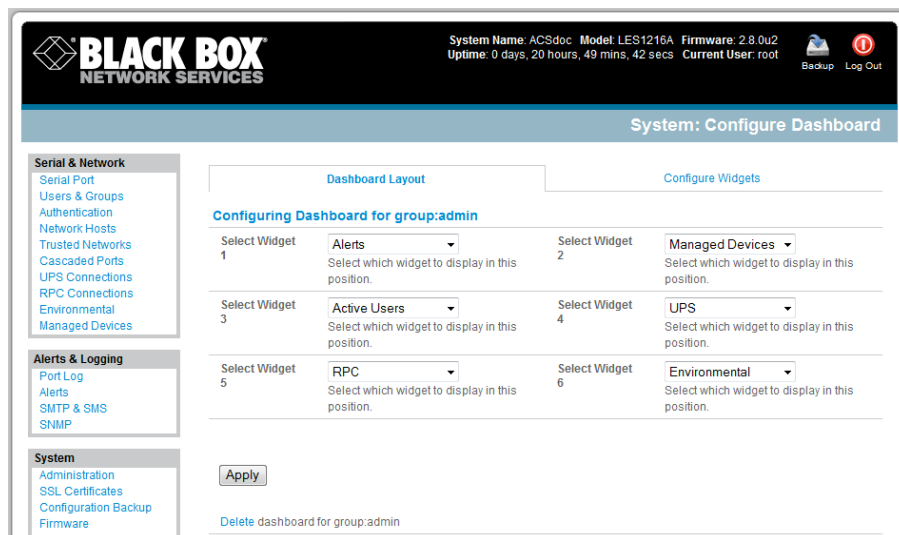 BLACK BOX
NETWORK SERVICES
System Name: ACSdoc Model: LES1216A Firmware: 2.8.0u2
Uptime: 0 days, 20 hours, 49 mins, 42 secs Current User: root
Backup
Log Out
System: Configure Dashboard
Serial & Network
Serial Port
Users & Groups
Authentication
Network Hosts
Trusted Networks
Cascaded Ports
UPS Connections
RPC Connections
Environmental
Managed Devices
Alerts & Logging
Port Log
Alerts
SMTP & SMS
SNMP
System
Administration
SSL Certificates
Configuration Backup
Firmware
Dashboard Layout
Configure Widgets
Configuring Dashboard for group:admin
Select Widget
1
Alerts
Select which widget to display in this
position.
Select Widget
2
Managed Devices
Select which widget to display in this
position.
Select Widget
3
Active Users
Select which widget to display in this
position.
Select Widget
4
UPS
Select which widget to display in this
position.
Select Widget
5
RPC
Select which widget to display in this
position.
Select Widget
6
Environmental
Select which widget to display in this
position.
Apply
Delete dashboard for group:admin